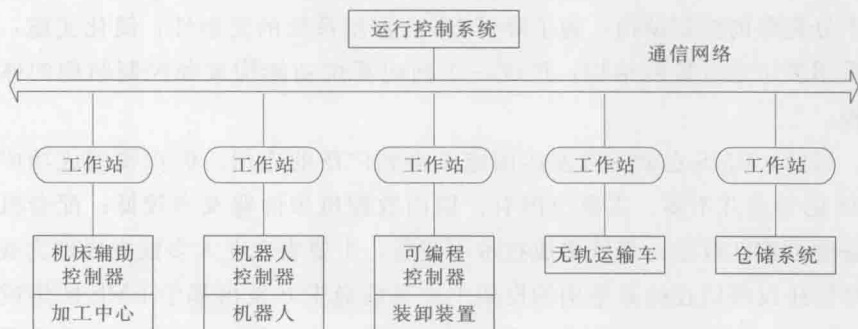 运行控制系统
通信网络
工作站
工作站
工作站
工作站
工作站
机床辅助
控制器
加工中心
机器人
控制器
机器人
可编程
控制器
装卸装置
无轨运输车
仓储系统